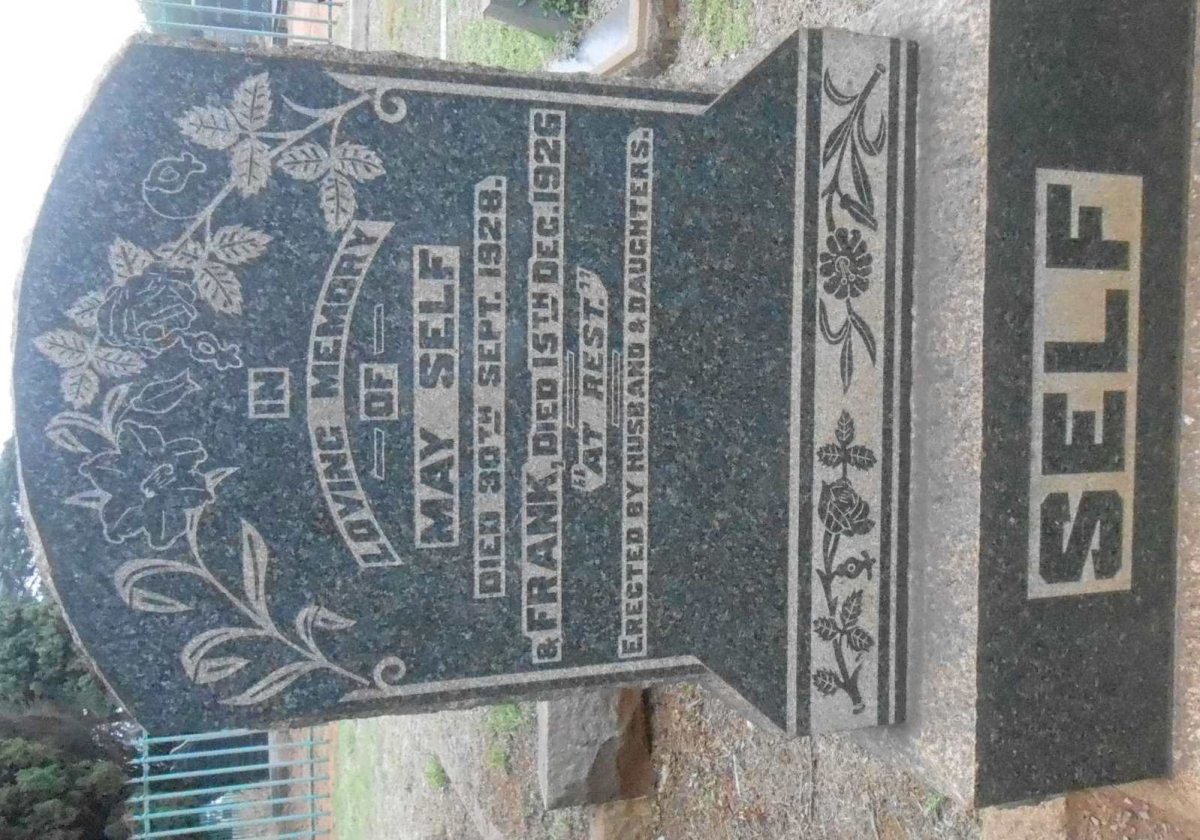 IN
LOVING MEMORY
OF
MAY SELF
DIED 30TH SEPT. 1928.
& FRANK, DIED 15TH DEC. 1926
"AT REST."
ERECTED BY HUSBAND & DAUGHTERS.
SELF